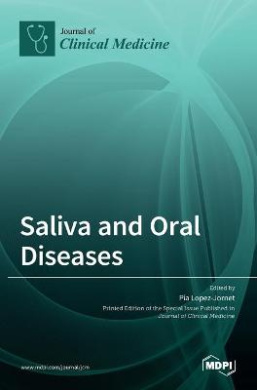 Journal of
Clinical Medicine
Saliva and Oral
Diseases
Edited by
Pia Lopez-Jornet
Printed Edition of the Special Issue Published in
Journal of Clinical Medicine
www.mdpi.com/journal/jcm
MDPI